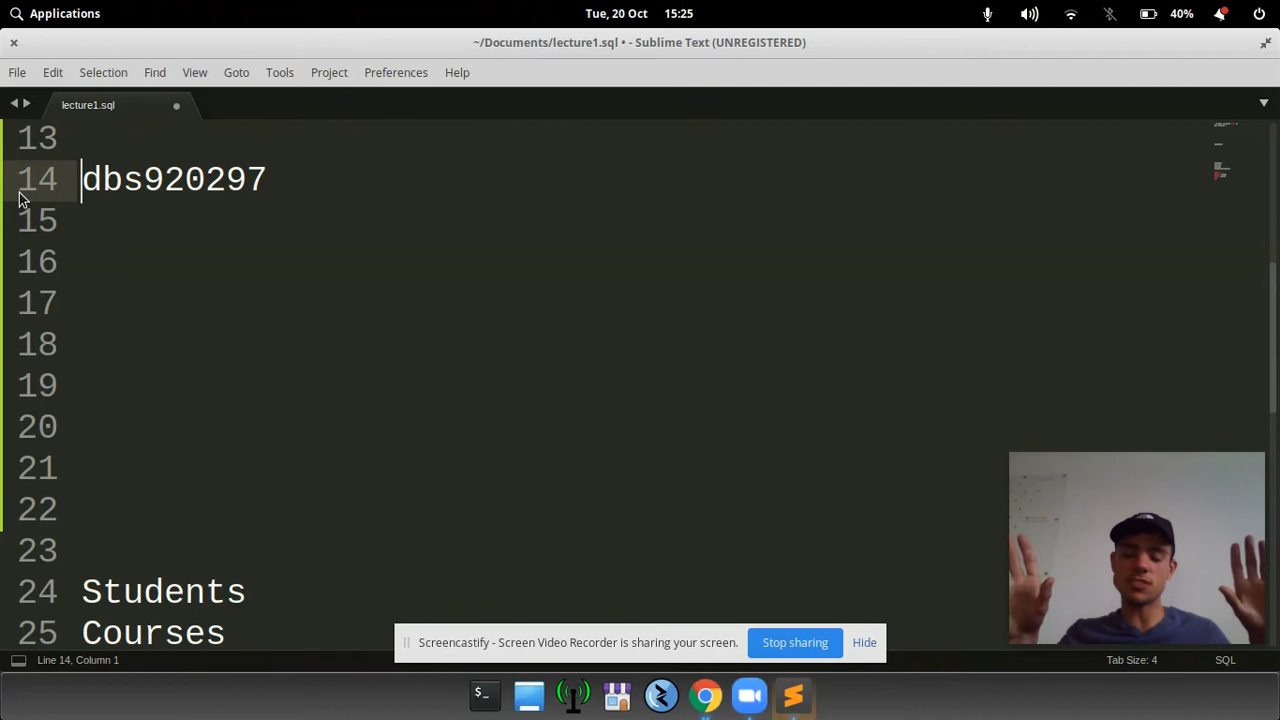 Applications
Tue, 20 Oct 15:25
40%
~/Documents/lecture1.sql • - Sublime Text (UNREGISTERED)
File Edit Selection Find View Goto Tools Project Preferences Help
lecture1.sql
13
14 dbs920297
15
16
17
18
19
20
21
22
23
24 Students
25 Courses
Screencastify - Screen Video Recorder is sharing your screen. Stop sharing Hide
Line 14, Column 1
Tab Size: 4 SQL